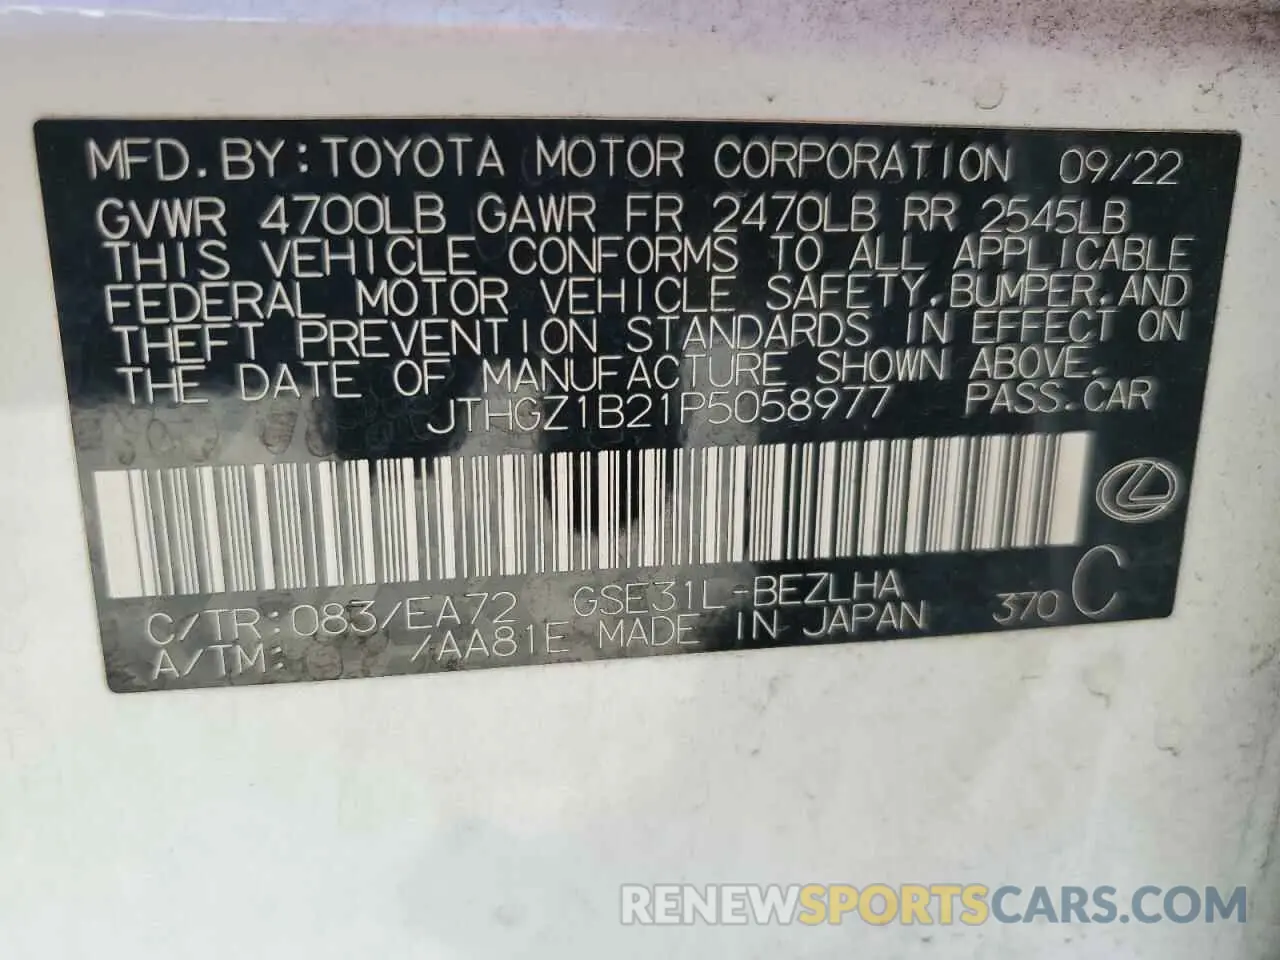 MFD. BY: TOYOTA MOTOR CORPORATION 09/22
GVWR 4700LB GAWR FR 2470LB RR 2545LB
THIS VEHICLE CONFORMS TO ALL APPLICABLE
FEDERAL MOTOR VEHICLE SAFETY, BUMPER, AND
THEFT PREVENTION STANDARDS IN EFFECT ON
THE DATE OF MANUFACTURE SHOWN ABOVE.
JTHGZ1B21P5058977 PASS. CAR
C/TR: 083/EA72 GSE31L-BEZLHA 370 C
A/TM: /AA81E MADE IN JAPAN
RENEWSPORTSCARS.COM